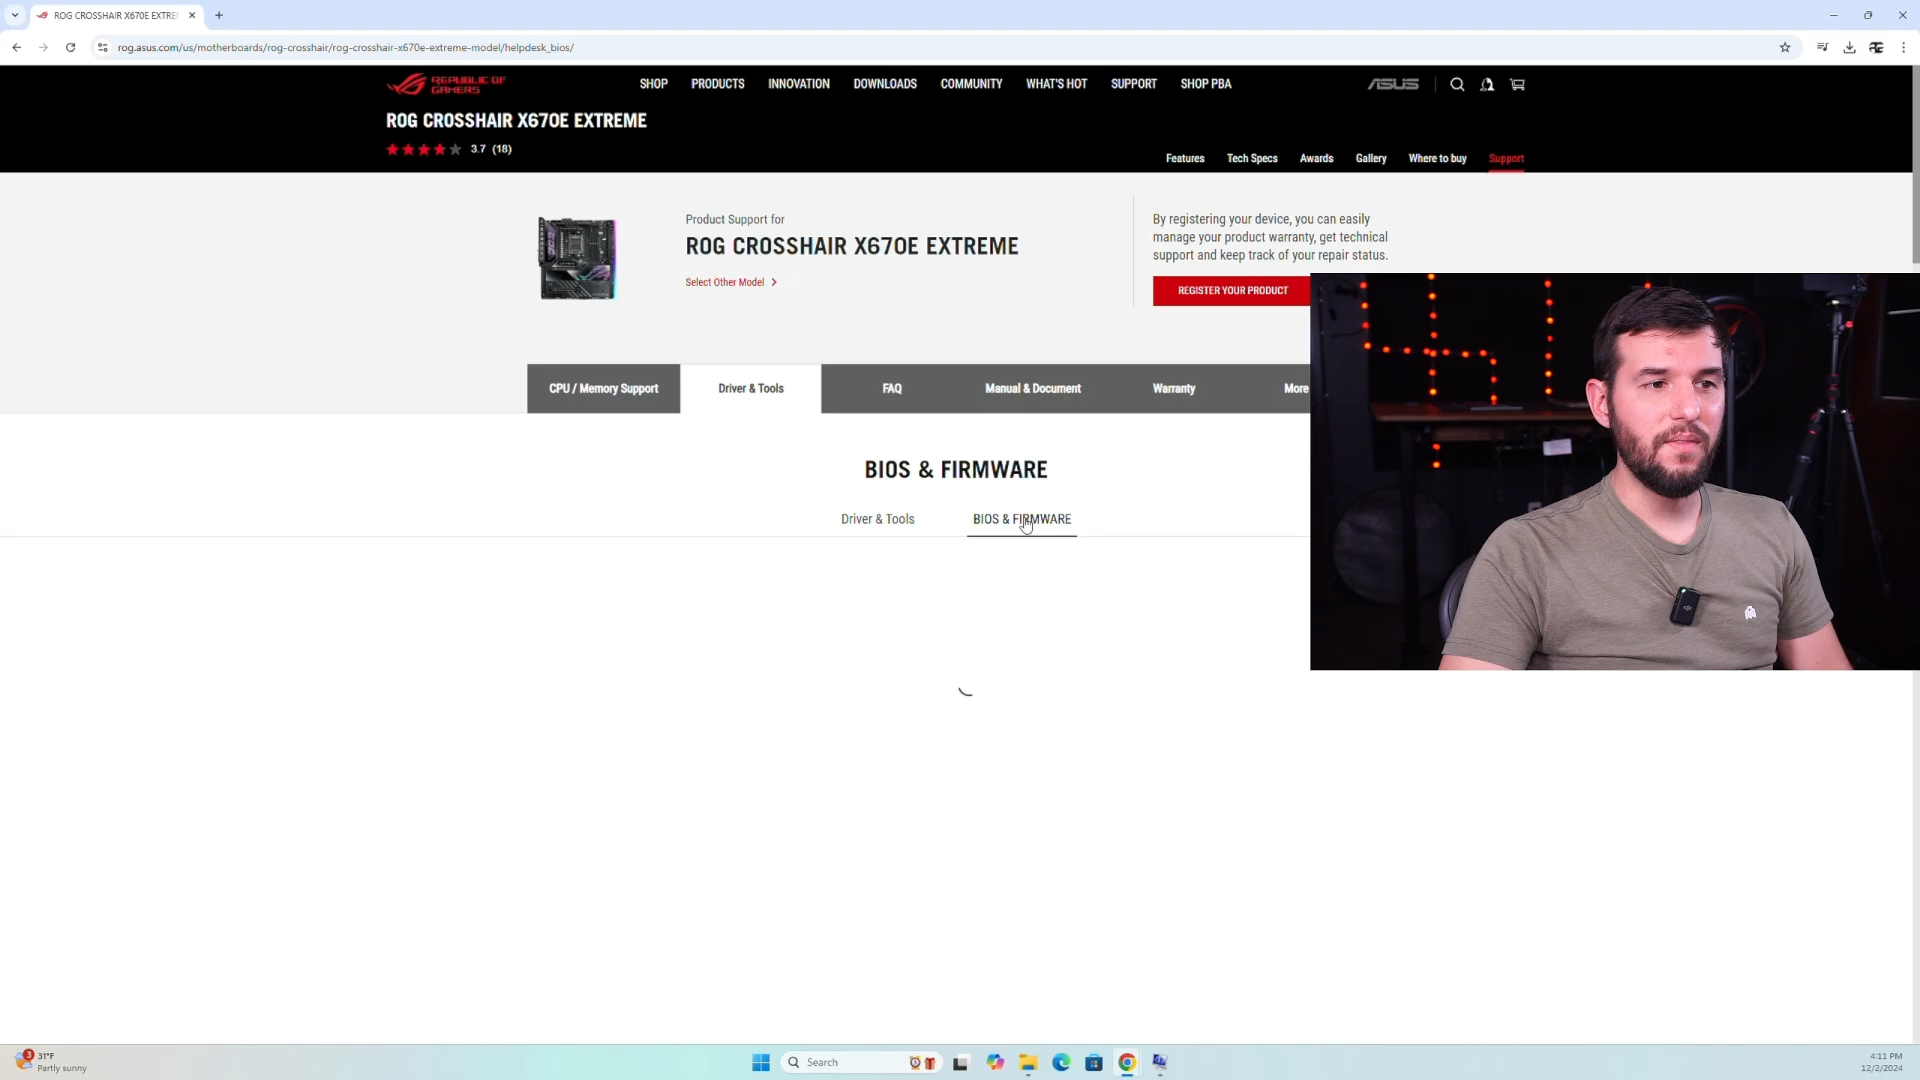 ROG CROSSHAIR X670E EXTRE
rog.asus.com/us/motherboards/rog-crosshair/rog-crosshair-x670e-extreme-model/helpdesk_bios/
REPUBLIC OF
GAMERS
SHOP PRODUCTS INNOVATION DOWNLOADS COMMUNITY WHAT'S HOT SUPPORT SHOP PBA
ASUS
ROG CROSSHAIR X670E EXTREME
3.7 (18)
Features Tech Specs Awards Gallery Where to buy Support
Product Support for
ROG CROSSHAIR X670E EXTREME
Select Other Model
By registering your device, you can easily
manage your product warranty, get technical
support and keep track of your repair status.
REGISTER YOUR PRODUCT
CPU / Memory Support Driver & Tools FAQ Manual & Document Warranty More
BIOS & FIRMWARE
Driver & Tools BIOS & FIRMWARE
3
31°F
Partly sunny
Search
4:11 PM
12/2/2024